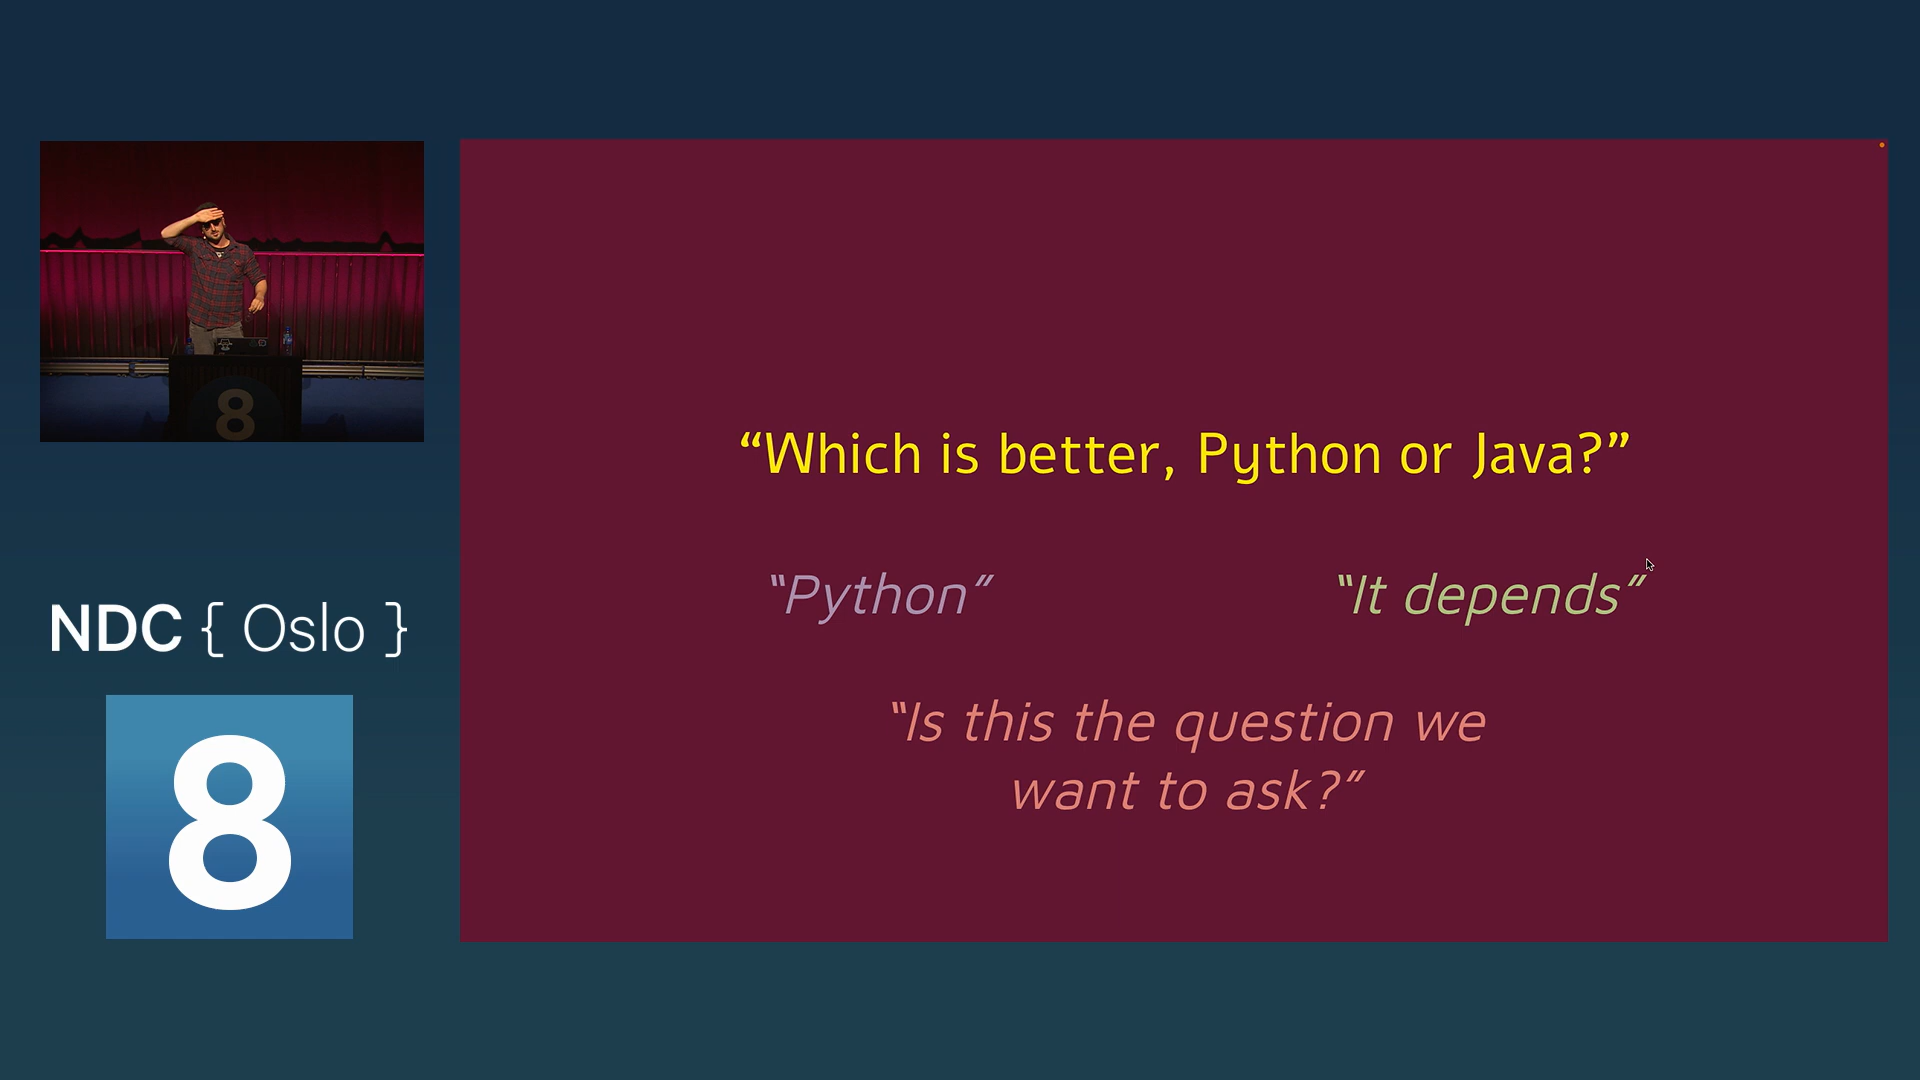 8
NDC { Oslo }
8
“Which is better, Python or Java?”
“Python”
“It depends”
“Is this the question we
want to ask?”